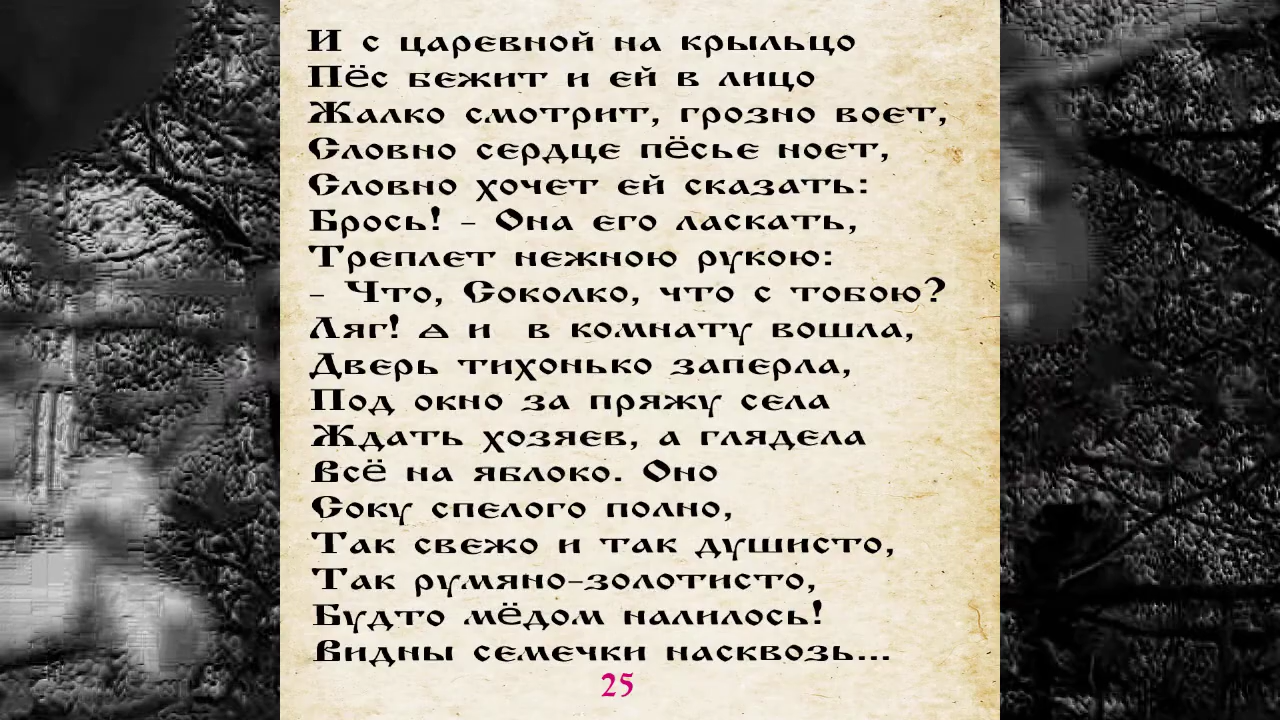 И с царевной на крыльцо
Пёс бежит и ей в лицо
Жалко смотрит, грозно воет,
Словно сердце пёсье ноет,
Словно хочет ей сказать:
Брось! - Она его ласкать,
Треплет нежною рукою:
- Что, Соколко, что с тобою?
Ляг! А и в комнату вошла,
Дверь тихонько заперла,
Под окно за пряжу села
Ждать хозяев, а глядела
Всё на яблоко. Оно
Соку спелого полно,
Так свежо и так душисто,
Так румяно-золотисто,
Будто мёдом налилось!
Видны семечки насквозь...
25